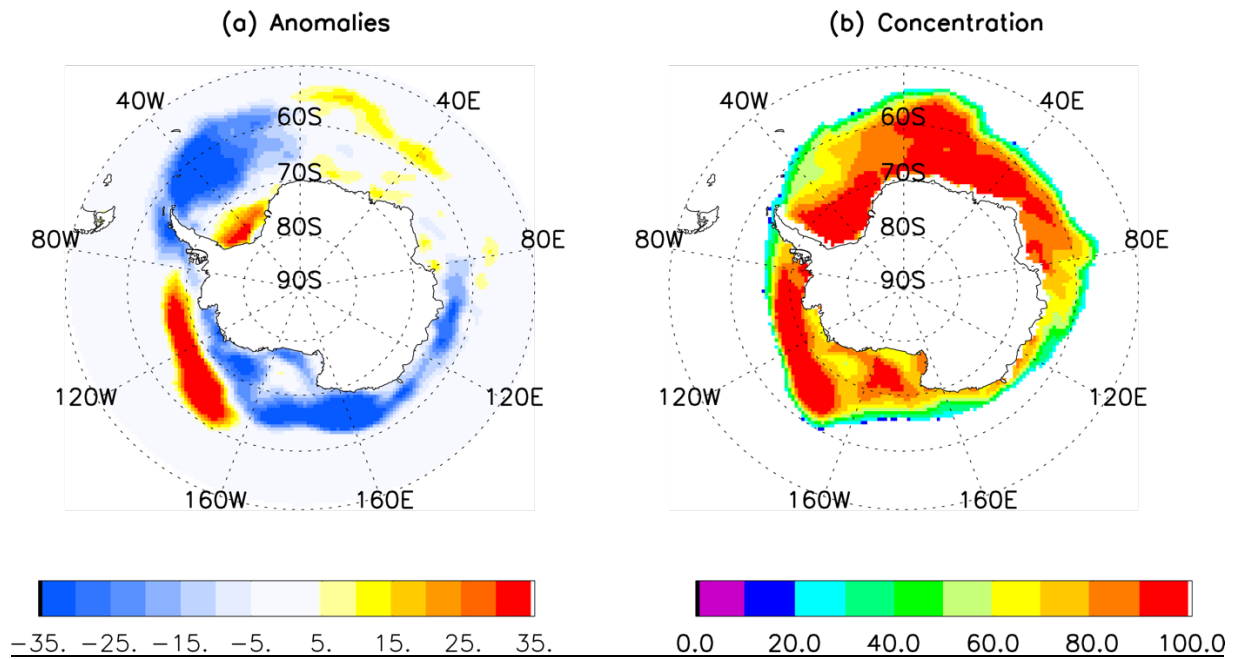 (a) Anomalies
(b) Concentration
40W 40E
60S
70S
80W 80S 80E
90S
120W 120E
160W 160E
40W 40E
60S
70S
80S 80E
90S
120W 120E
160W 160E
−35. −25. −15. −5. 5. 15. 25. 35.
0.0 20.0 40.0 60.0 80.0 100.0